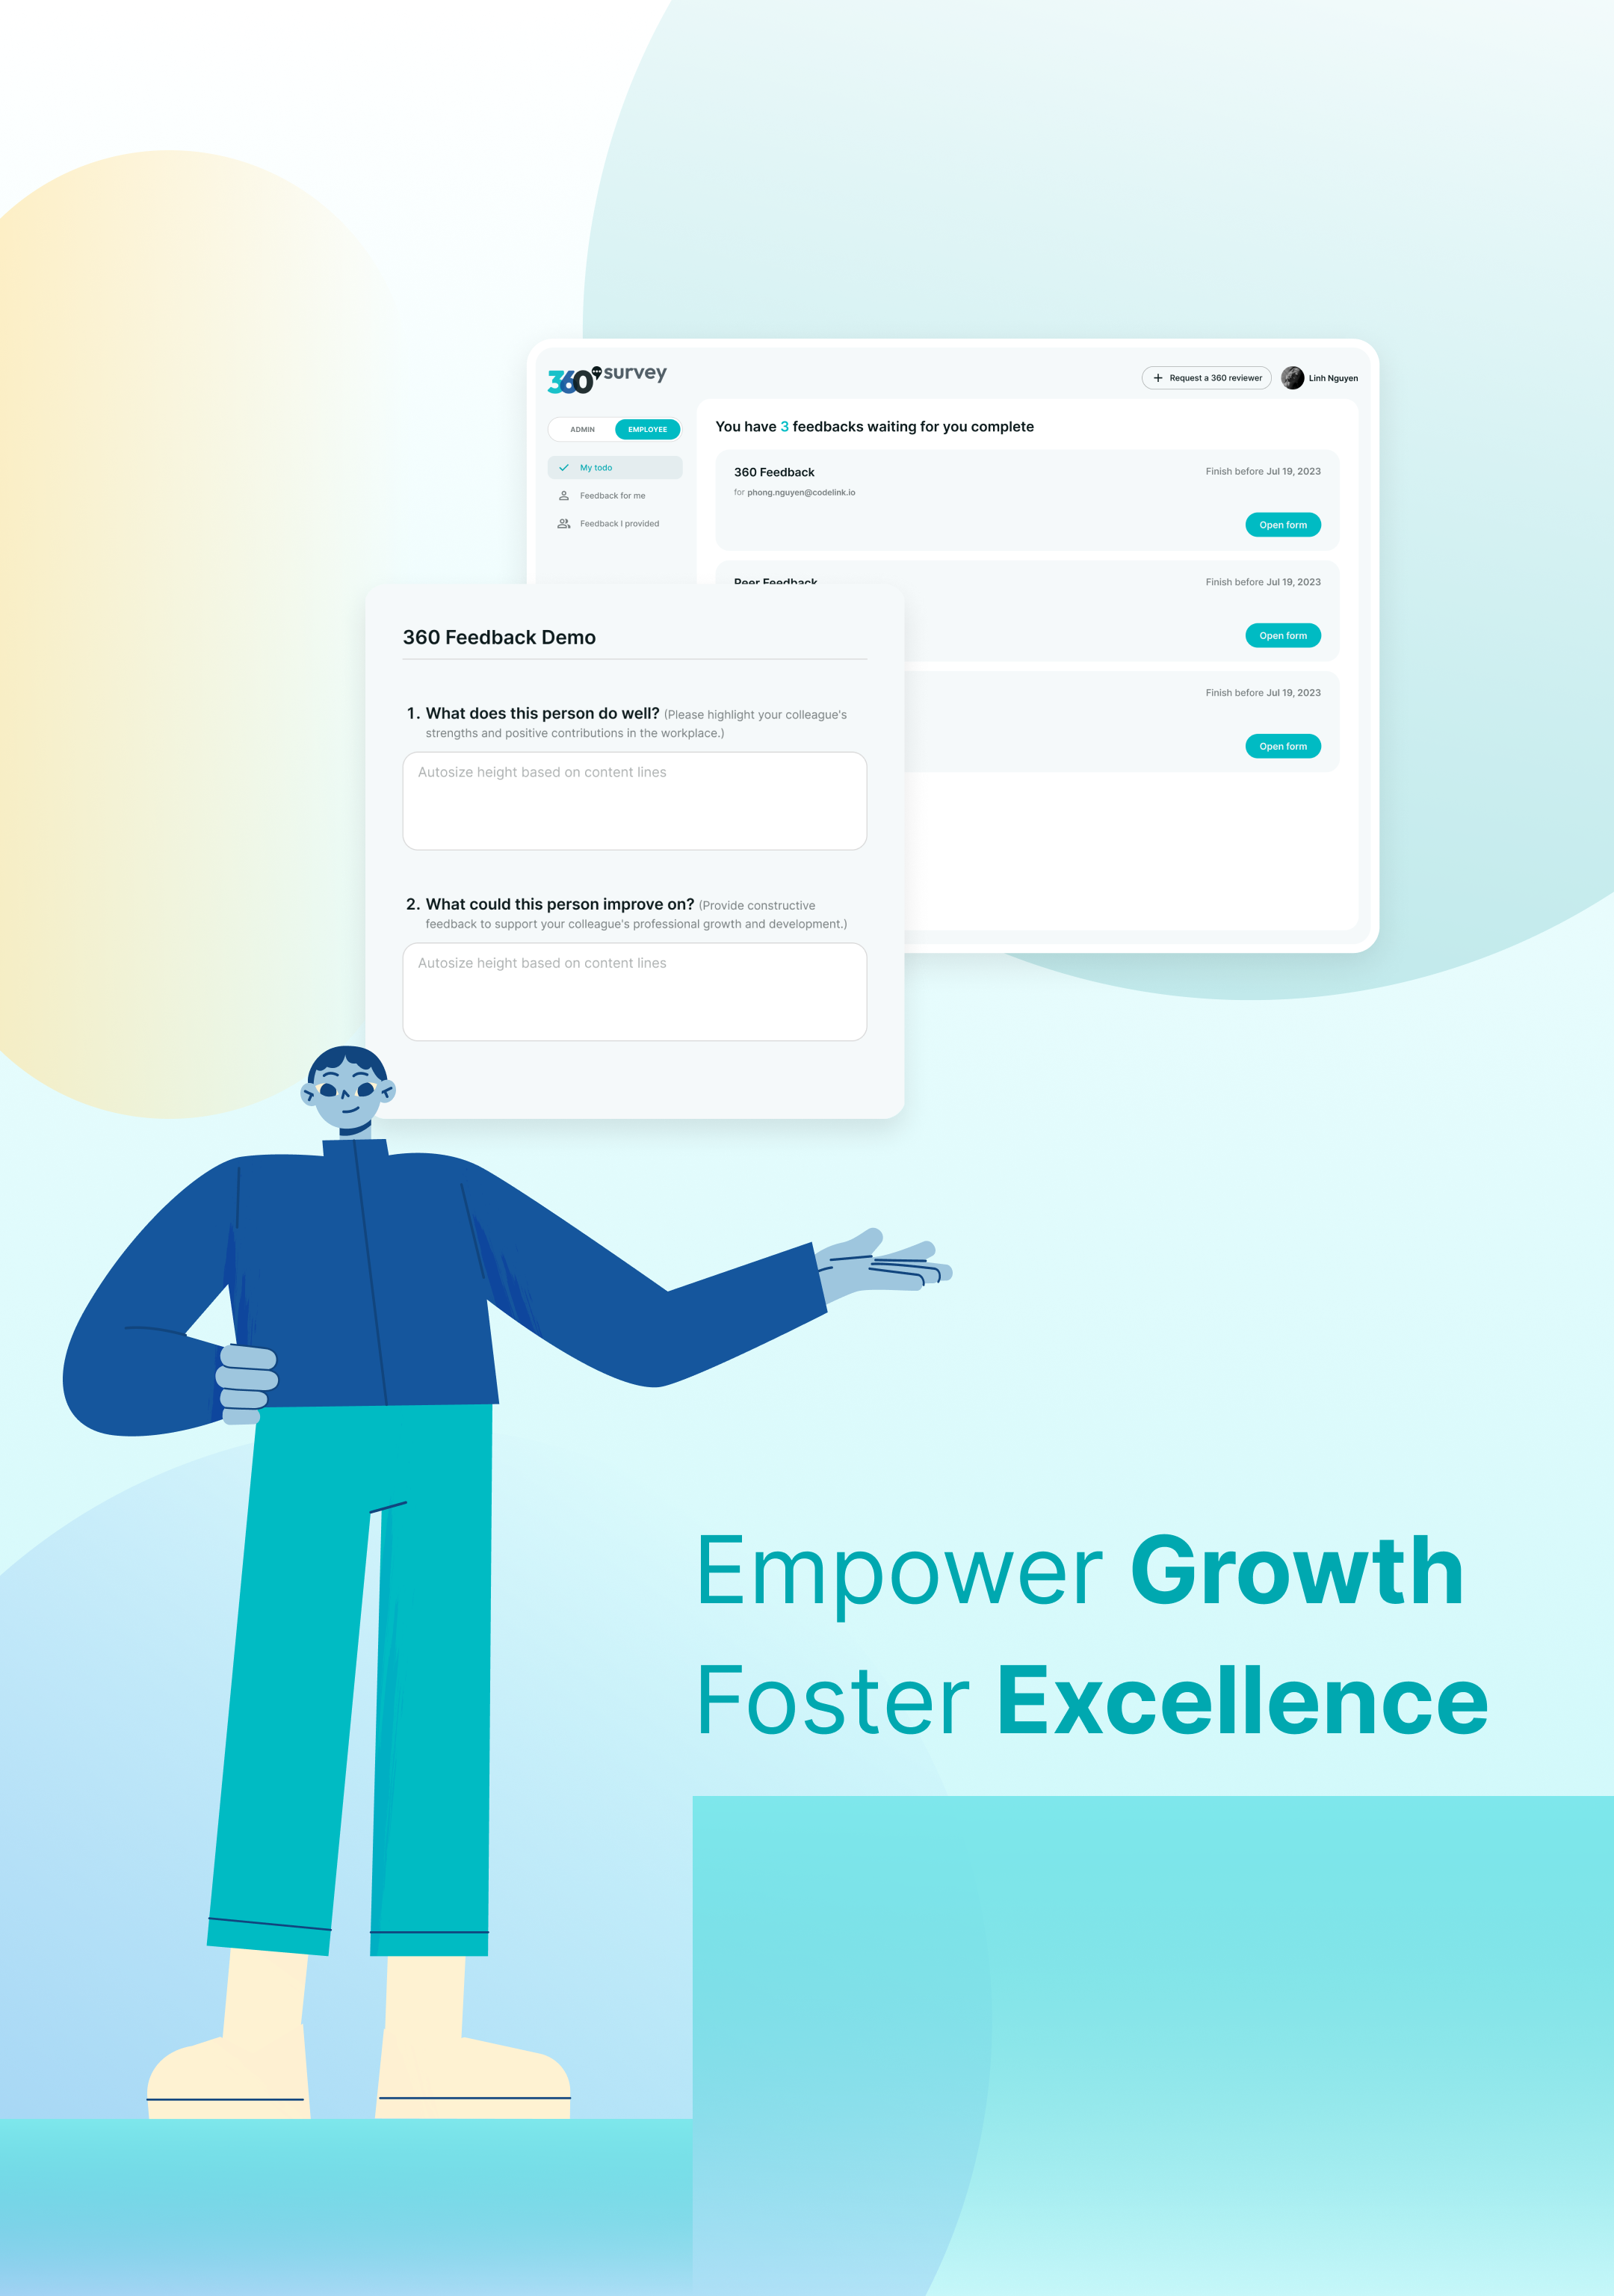 360 survey
+ Request a 360 reviewer
Linh Nguyen
ADMIN
EMPLOYEE
My todo
Feedback for me
Feedback I provided
You have 3 feedbacks waiting for you complete
360 Feedback
Finish before Jul 19, 2023
for phong.nguyen@codelink.io
Open form
Peer Feedback
Finish before Jul 19, 2023
Open form
Finish before Jul 19, 2023
Open form
360 Feedback Demo
1. What does this person do well? (Please highlight your colleague's
strengths and positive contributions in the workplace.)
Autosize height based on content lines
2. What could this person improve on? (Provide constructive
feedback to support your colleague's professional growth and development.)
Autosize height based on content lines
Empower Growth
Foster Excellence